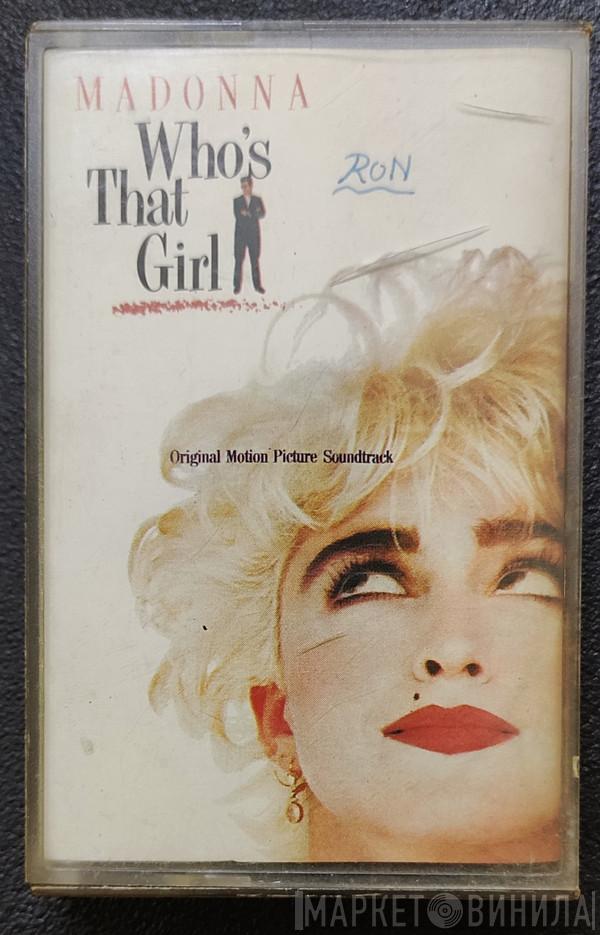 MADONNA
Who's
That
Girl
RON
Original Motion Picture Soundtrack
МАРКЕТ ВИНИЛА